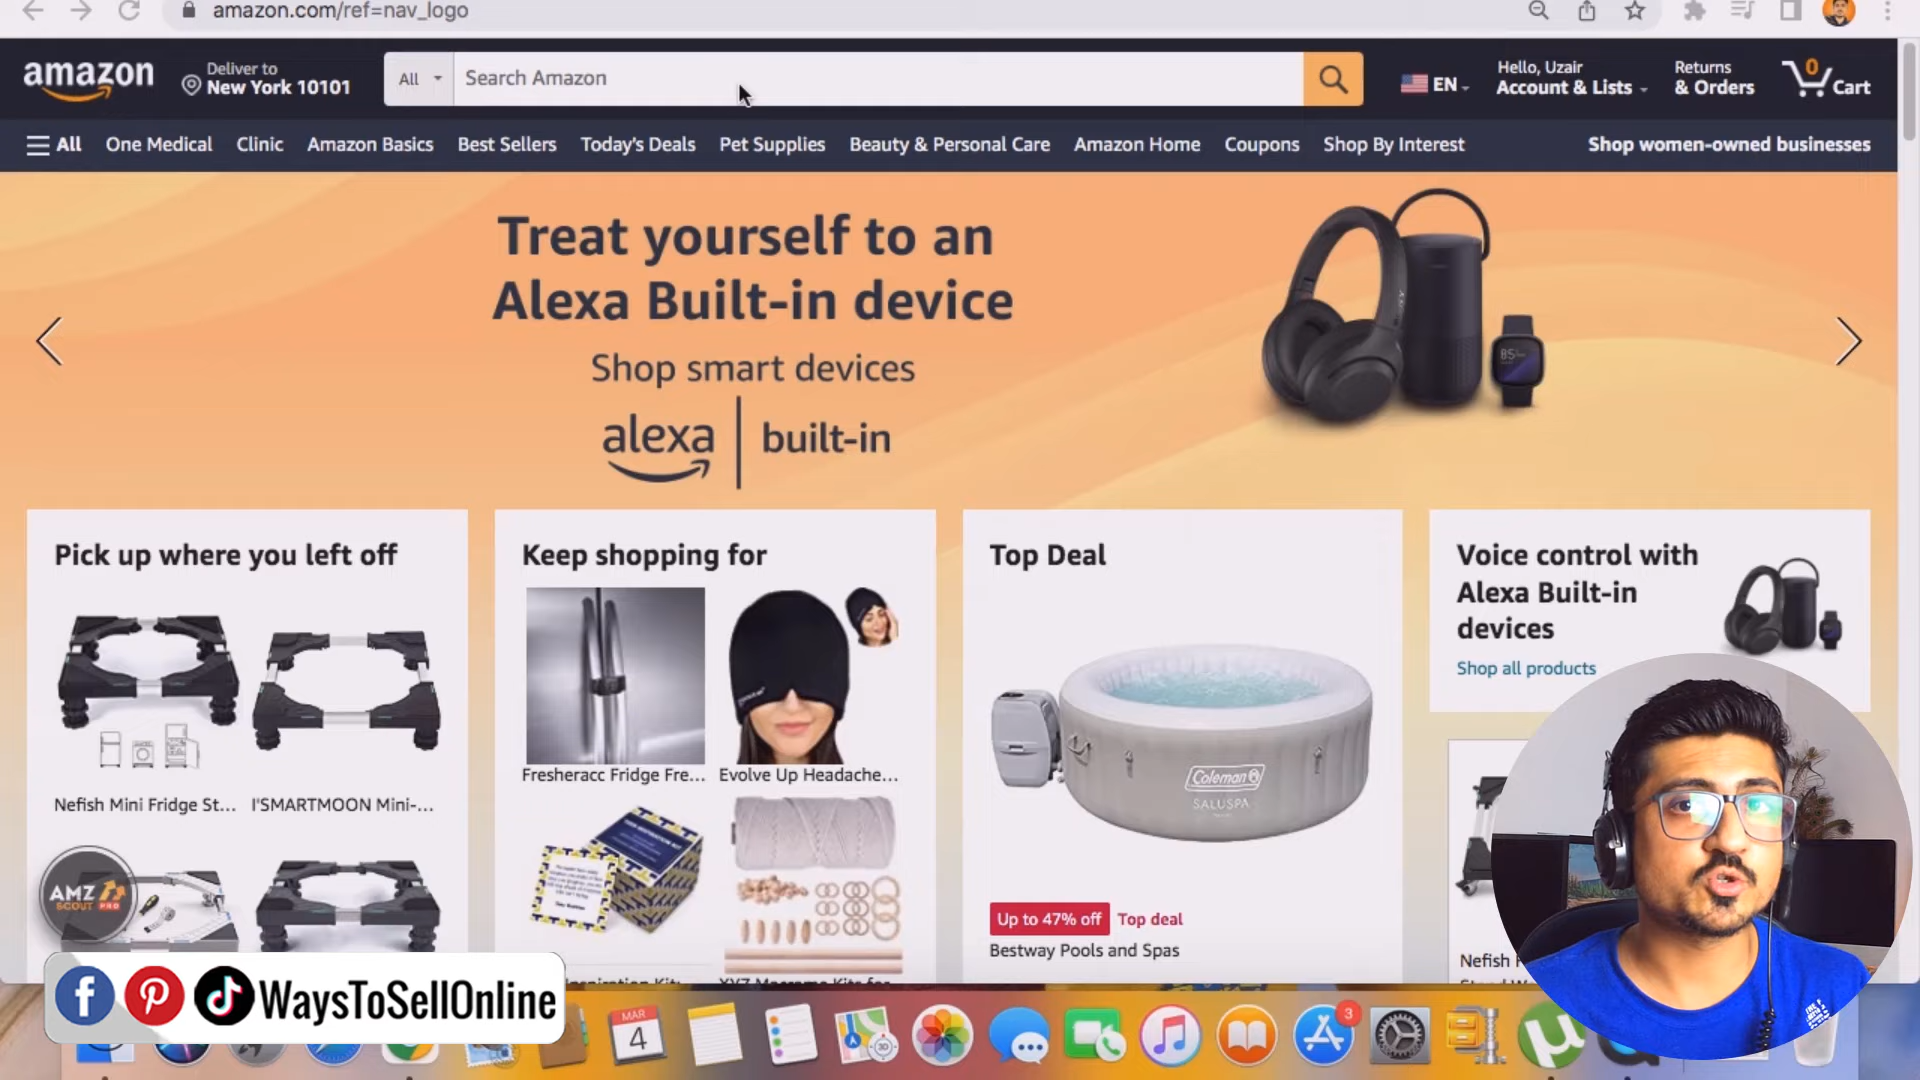 amazon.com/ref=nav_logo
amazon
Deliver to
New York 10101
All
Search Amazon
EN
Hello, Uzair
Account & Lists
Returns
& Orders
0
Cart
All
One Medical
Clinic
Amazon Basics
Best Sellers
Today's Deals
Pet Supplies
Beauty & Personal Care
Amazon Home
Coupons
Shop By Interest
Shop women-owned businesses
Treat yourself to an
Alexa Built-in device
Shop smart devices
alexa
built-in
85
Pick up where you left off
Nefish Mini Fridge St...
I'SMARTMOON Mini-...
Keep shopping for
Fresheracc Fridge Fre...
Evolve Up Headache...
Top Deal
Coleman
SALUSPA
Up to 47% off
Top deal
Bestway Pools and Spas
Voice control with
Alexa Built-in
devices
Shop all products
Nefish
AMZ
SCOUT PRO
WaysToSellOnline
MAR
4
3D
3